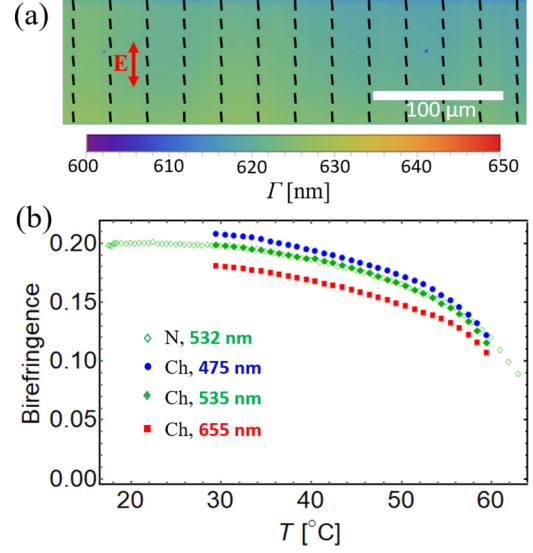 (a)
E
100 μm
600 610 620 630 640 650
Γ [nm]
(b)
0.20
0.15
0.10
0.05
0.00
Birefringence
N, 532 nm
Ch, 475 nm
Ch, 535 nm
Ch, 655 nm
20 30 40 50 60
T [°C]